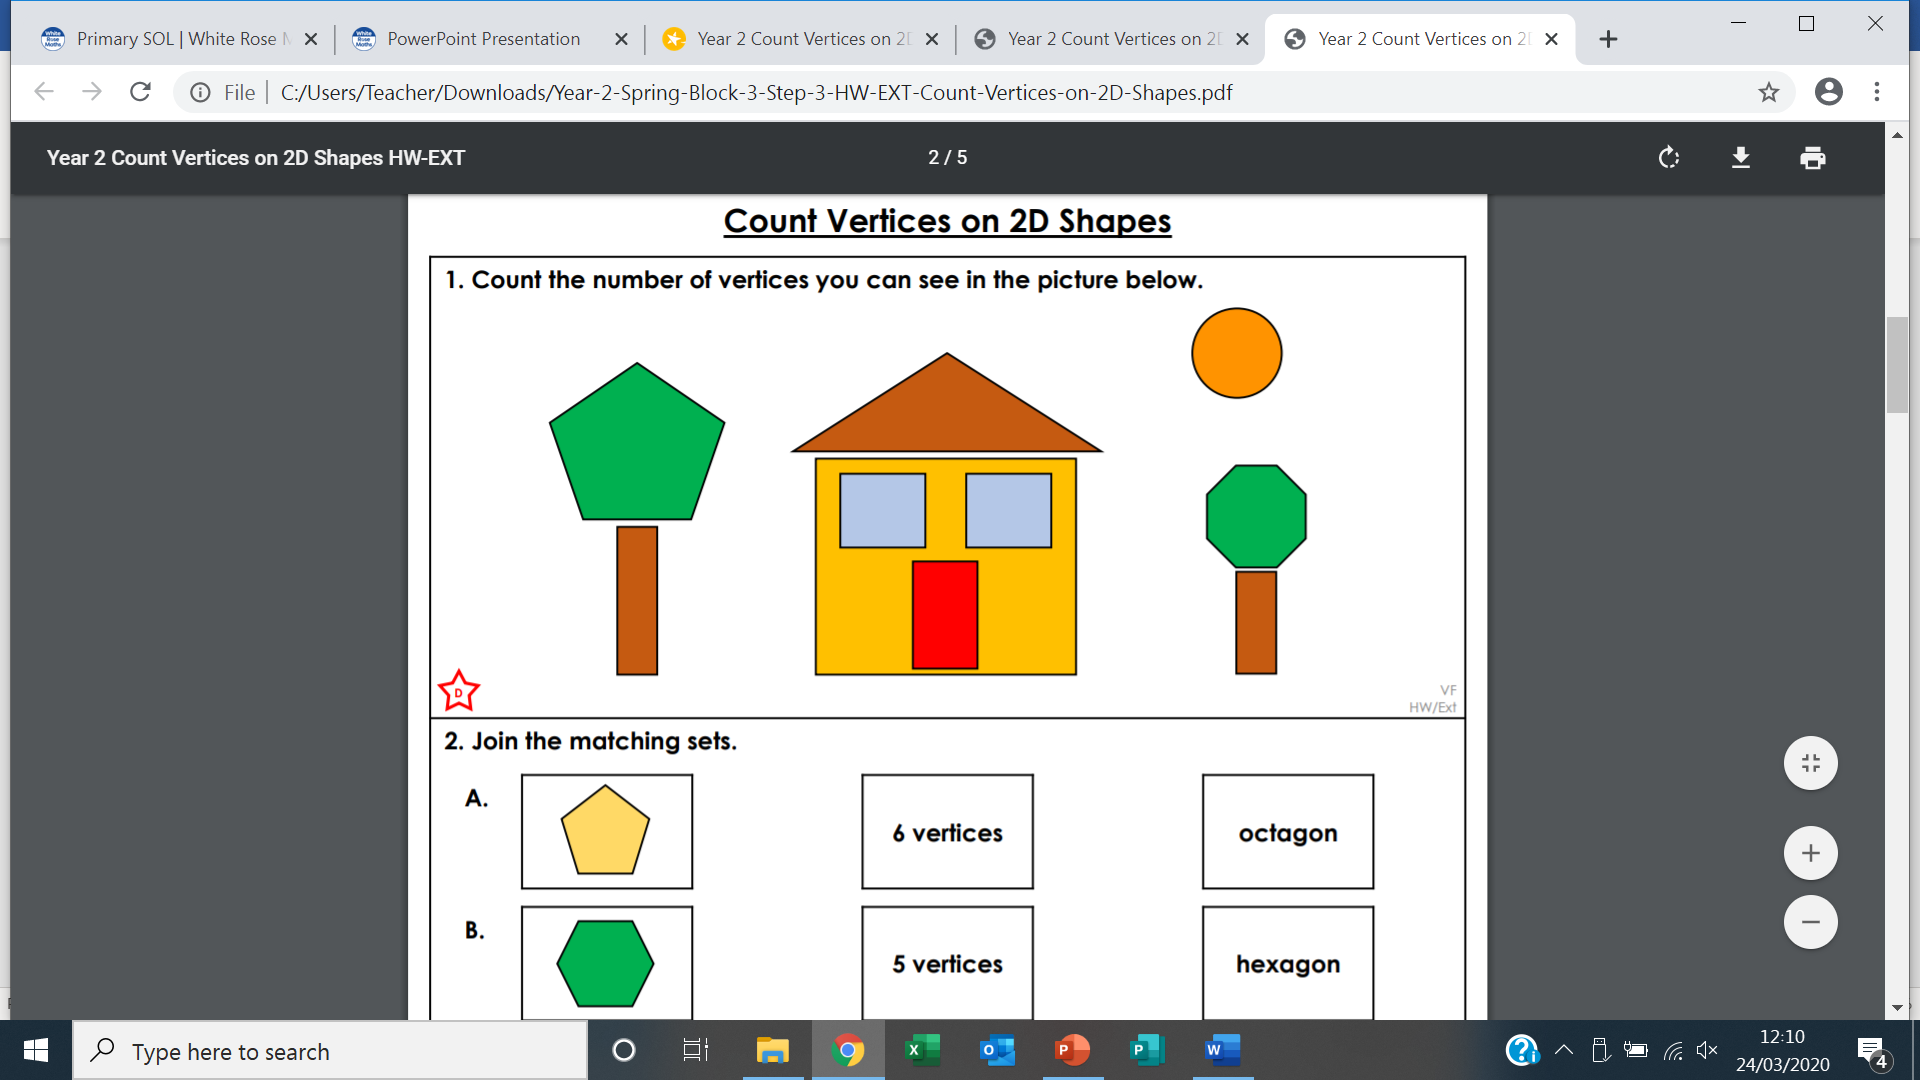 Primary SOL | White Rose M
PowerPoint Presentation
Year 2 Count Vertices on 2D
Year 2 Count Vertices on 2D
Year 2 Count Vertices on 2D
File
C:/Users/Teacher/Downloads/Year-2-Spring-Block-3-Step-3-HW-EXT-Count-Vertices-on-2D-Shapes.pdf
Year 2 Count Vertices on 2D Shapes HW-EXT
2 / 5
Count Vertices on 2D Shapes
1. Count the number of vertices you can see in the picture below.
D
VF
HW/Ext
2. Join the matching sets.
A.
6 vertices
octagon
B.
5 vertices
hexagon
Type here to search
12:10
24/03/2020
4